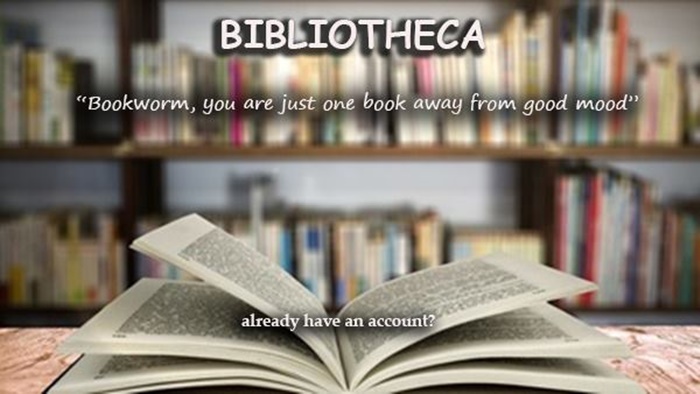 BIBLIOTHECA
“Bookworm, you are just one book away from good mood”
already have an account?